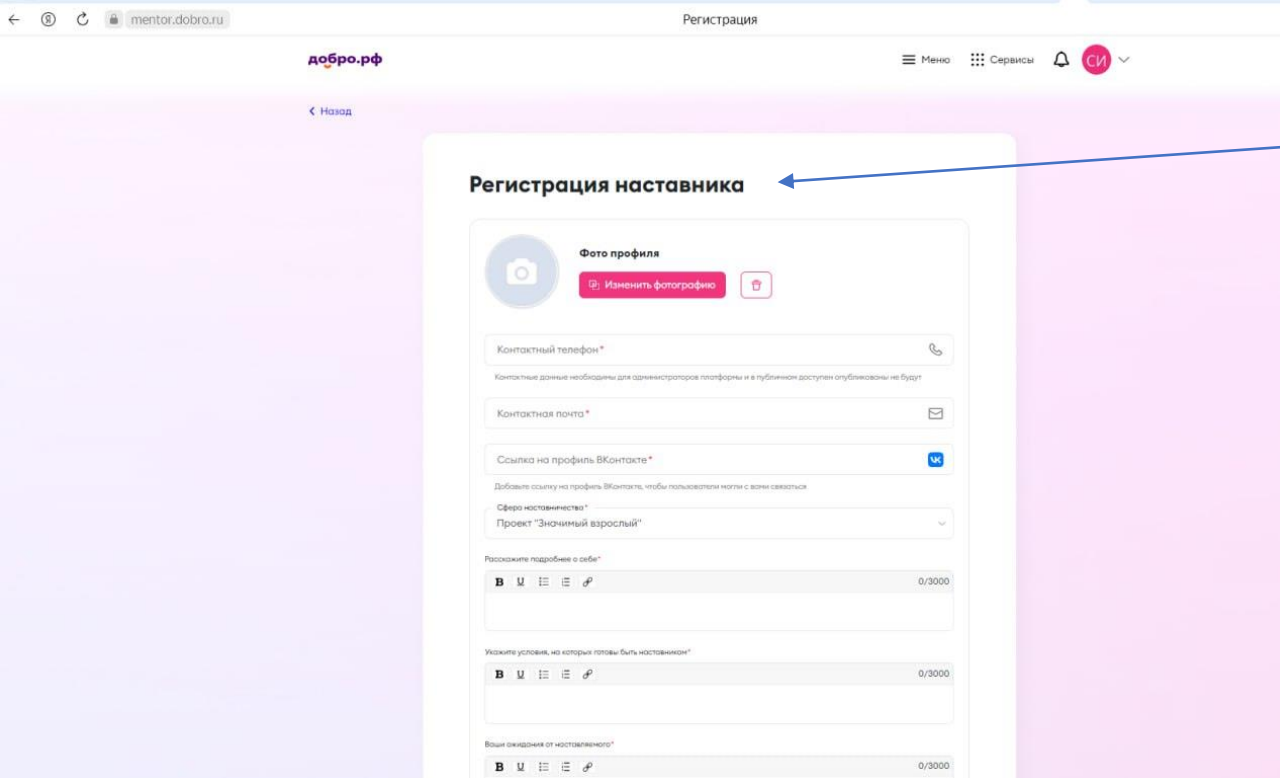 mentor.dobro.ru
Регистрация
добро.рф
Меню
Сервисы
СИ
Назад
Регистрация наставника
Фото профиля
Изменить фотографию
Контактный телефон*
Контактные данные необходимы для администраторов платформы и в публичном доступен опубликованы не будут
Контактная почта*
Ссылка на профиль ВКонтакте*
Добавьте ссылку на профиль ВКонтакте, чтобы пользователи могли с вами связаться
Сфера наставничества*
Проект "Значимый взрослый"
Расскажите подробнее о себе*
B U 0/3000
Укажите условия, на которых готовы быть наставником*
B U 0/3000
Ваши ожидания от наставляемого*
B U 0/3000